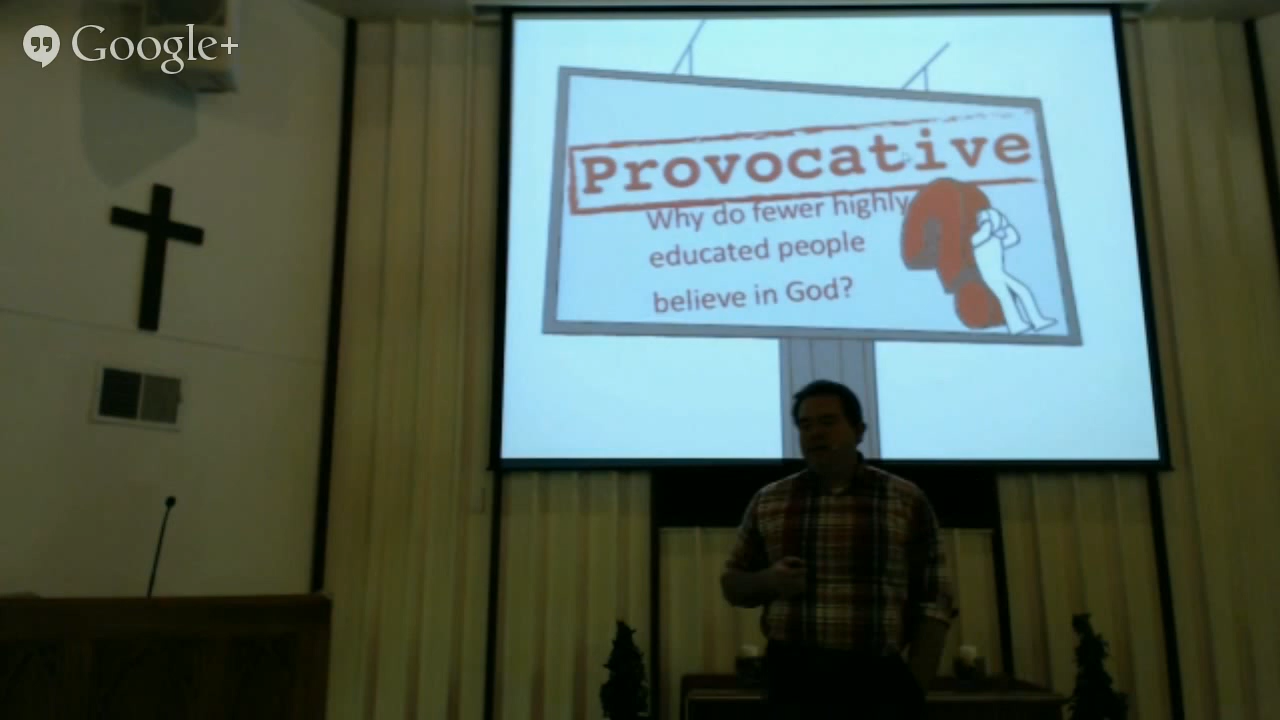 Google+
Provocative
Why do fewer highly
educated people
believe in God?